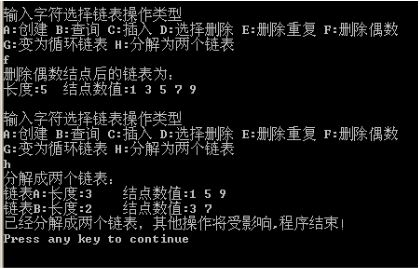 输入字符选择链表操作类型
A:创建 B:查询 C:插入 D:选择删除 E:删除重复 F:删除偶数
G:变为循环链表 H:分解为两个链表
f
删除偶数结点后的链表为:
长度:5 结点数值:1 3 5 7 9
输入字符选择链表操作类型
A:创建 B:查询 C:插入 D:选择删除 E:删除重复 F:删除偶数
G:变为循环链表 H:分解为两个链表
h
分解成两个链表:
链表A:长度:3 结点数值:1 5 9
链表B:长度:2 结点数值:3 7
已经分解成两个链表，其他操作将受影响,程序结束!
Press any key to continue